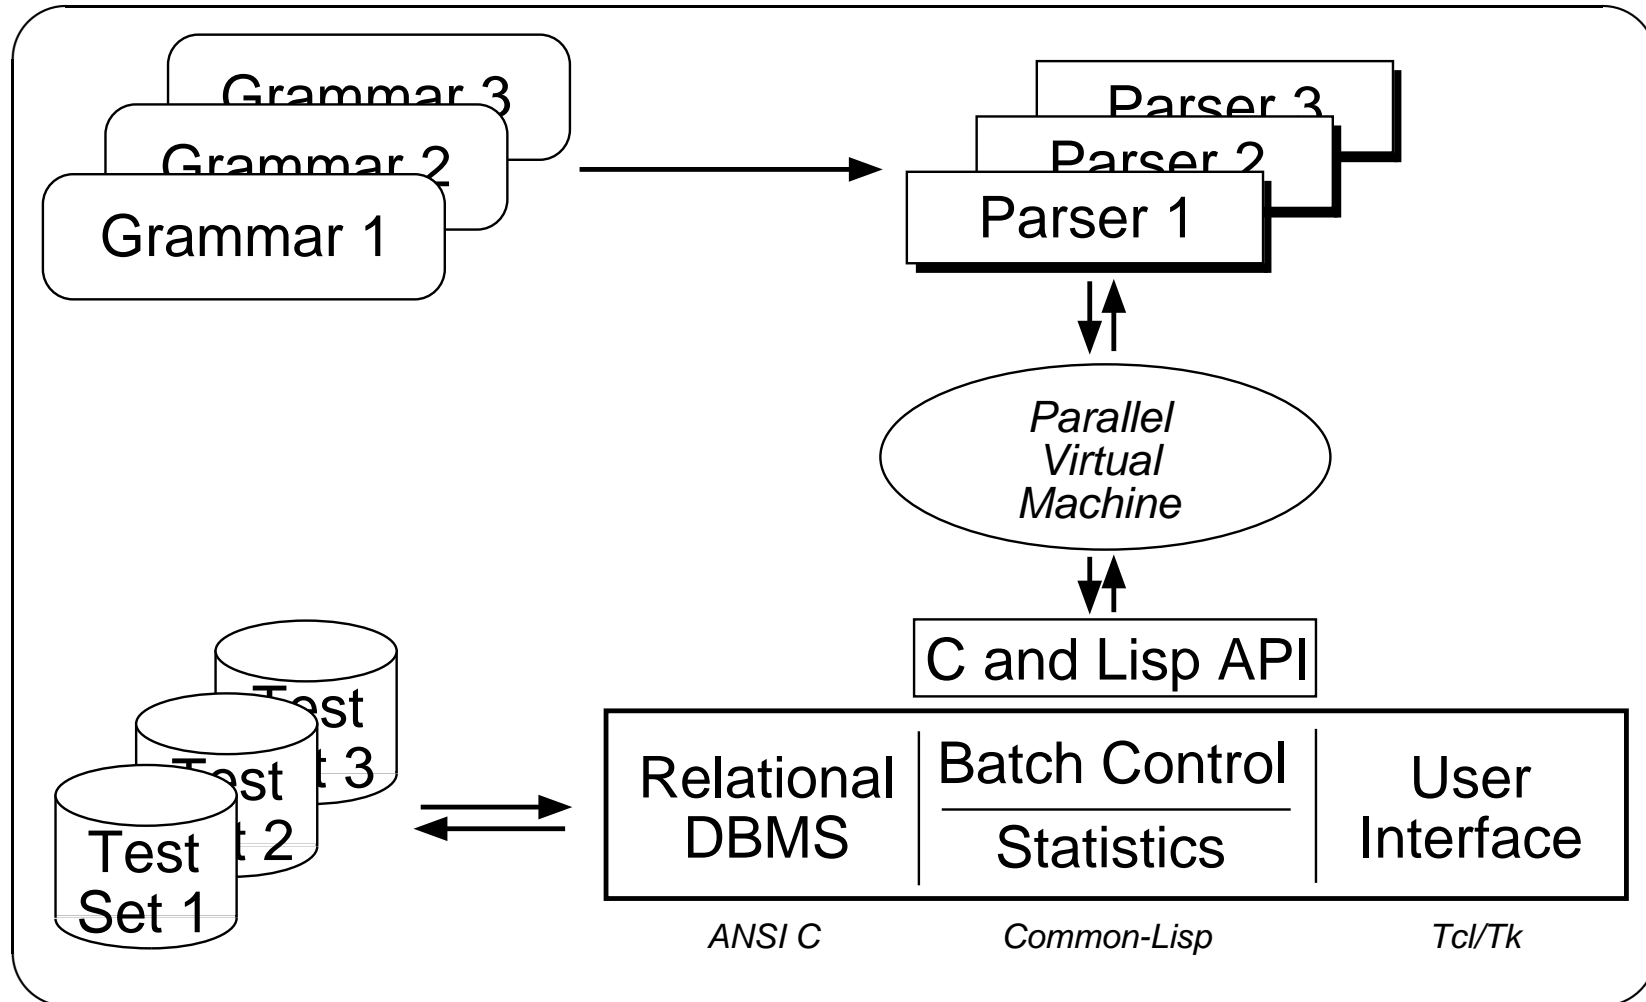 Grammar 3
Grammar 2
Grammar 1
Parser 3
Parser 2
Parser 1
Parallel
Virtual
Machine
C and Lisp API
Test
t 3
Test
t 2
Test
Set 1
Relational
DBMS
Batch Control
Statistics
User
Interface
ANSI C
Common-Lisp
Tcl/Tk